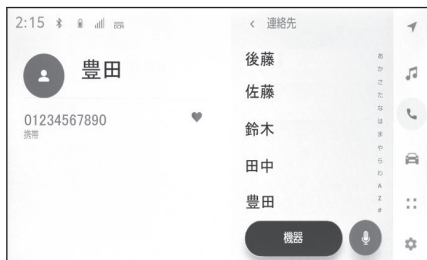 2:15
豊田
01234567890
携帯
< 連絡先
後藤
佐藤
鈴木
田中
豊田
あ
か
さ
た
な
は
ま
や
ら
わ
A
Z
#
機器